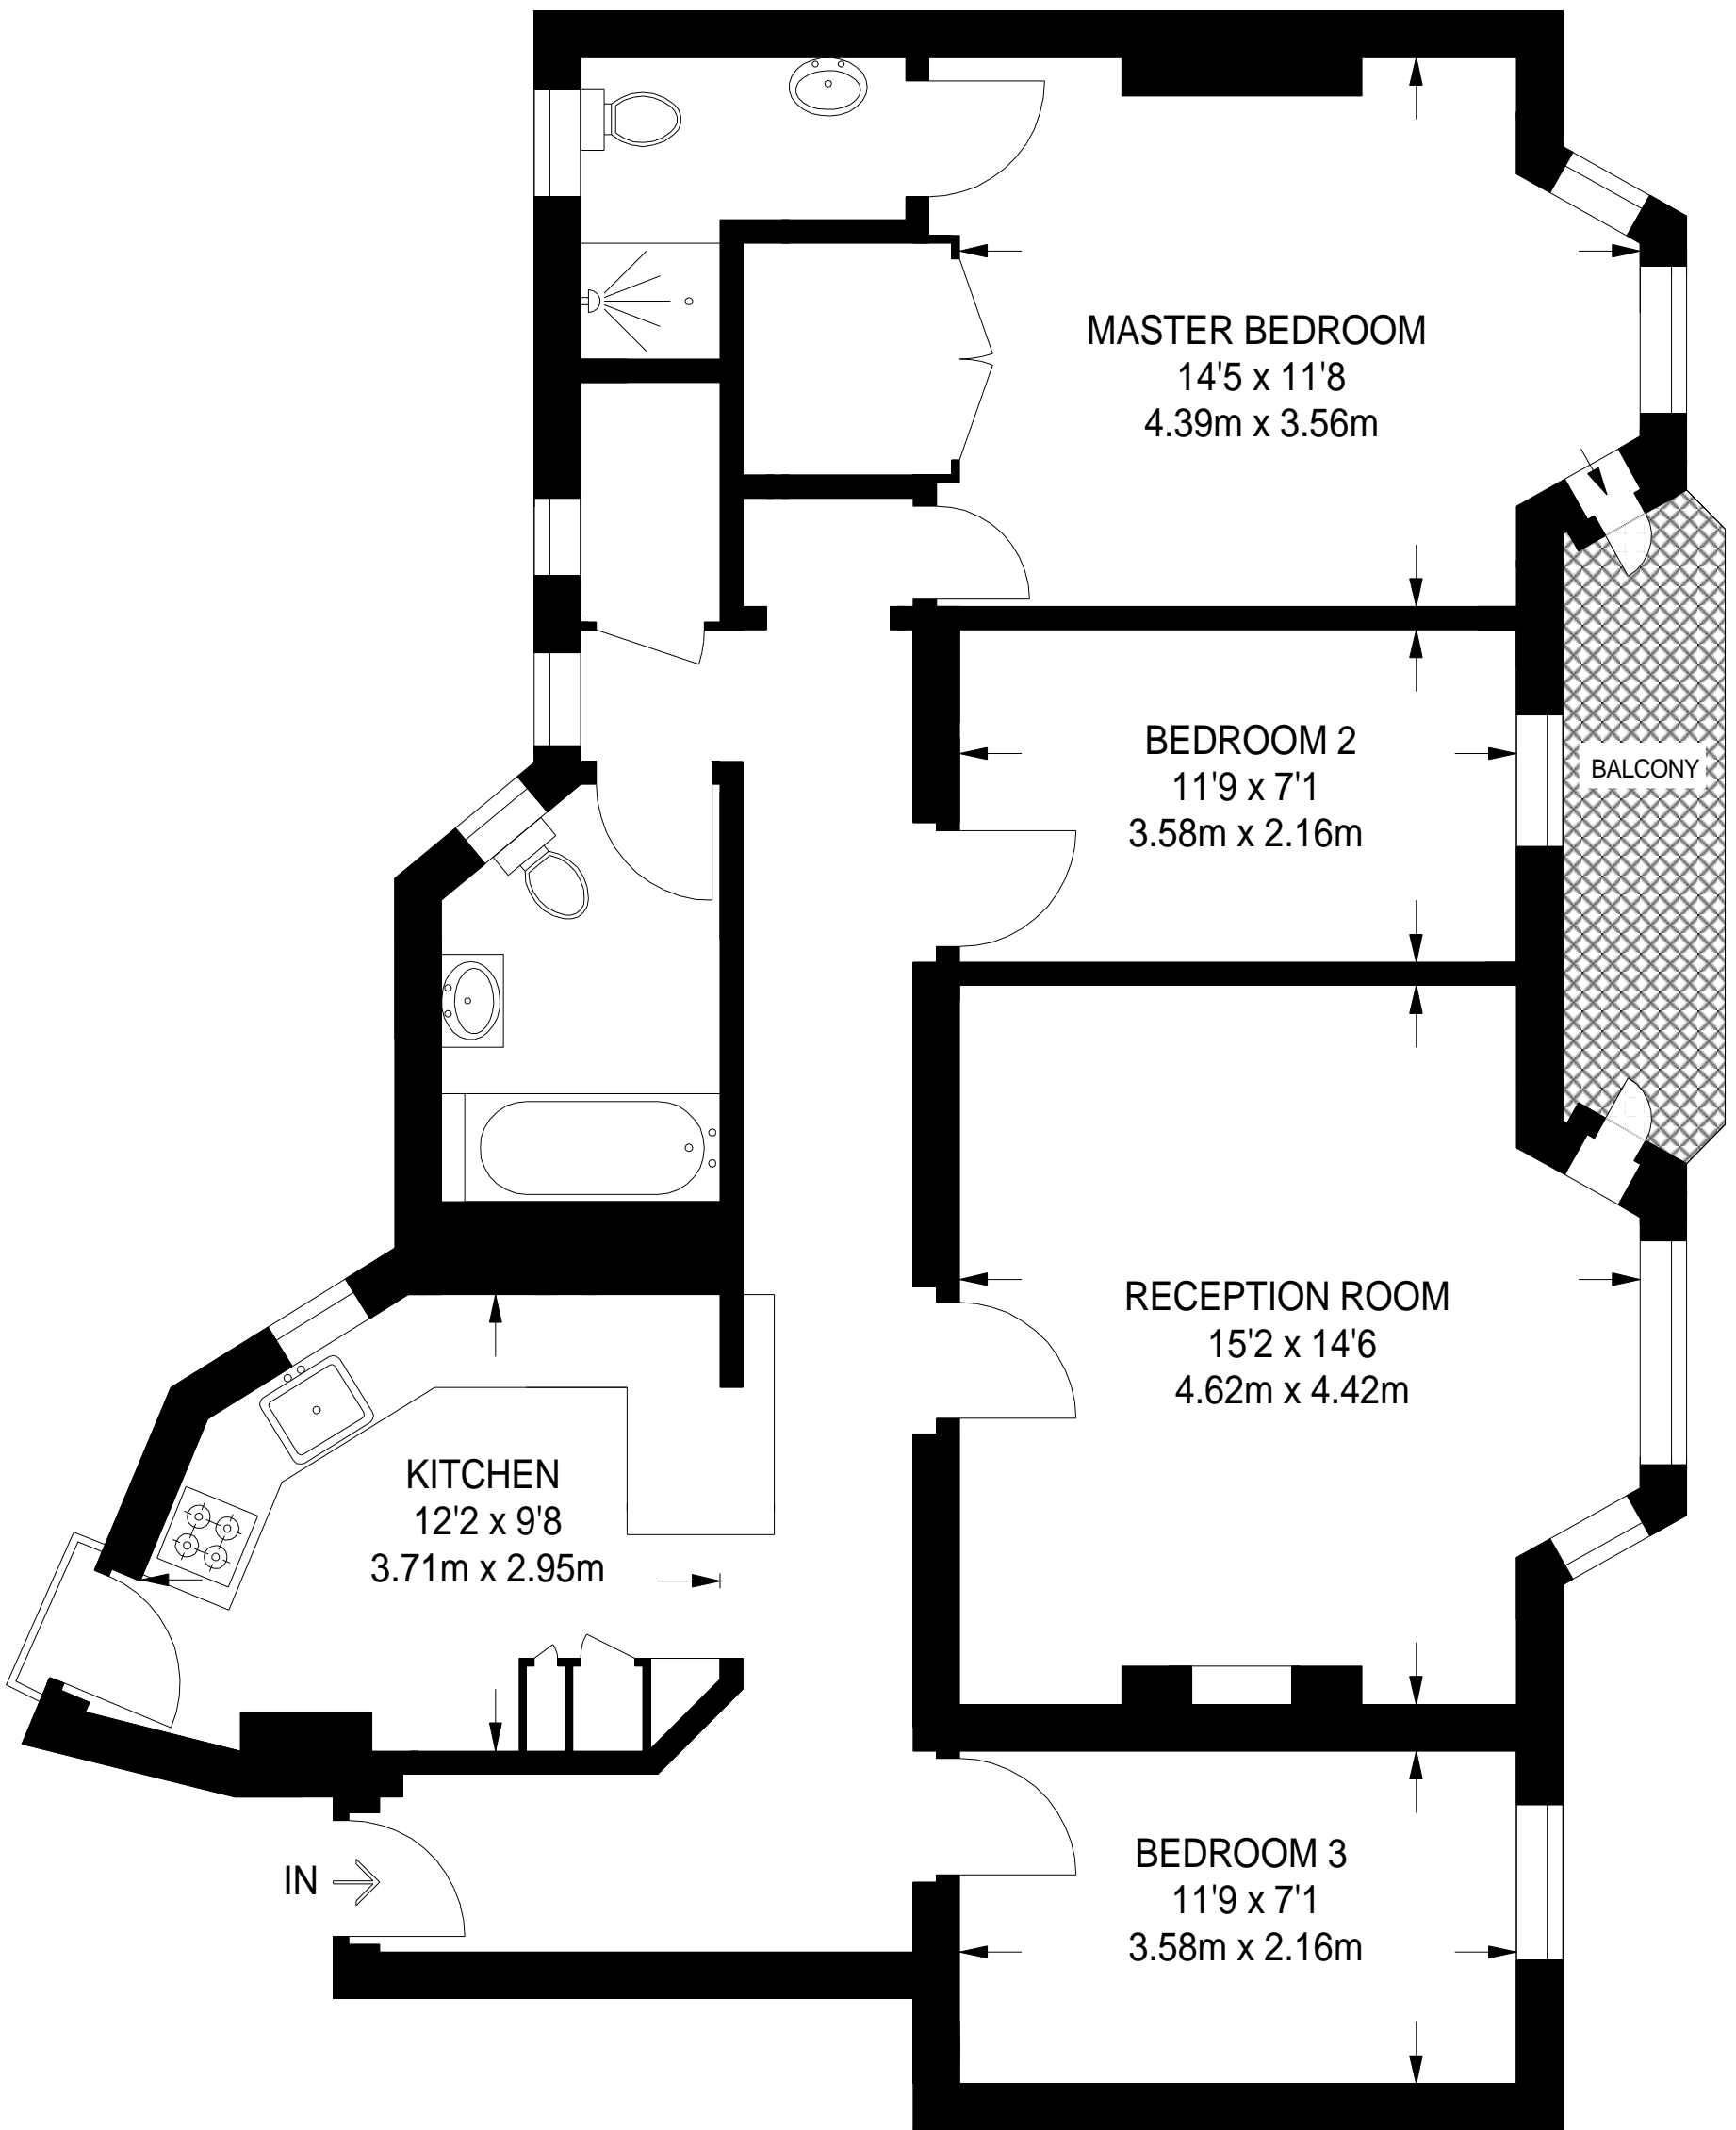 MASTER BEDROOM
14'5 x 11'8
4.39m x 3.56m
BEDROOM 2
11'9 x 7'1
3.58m x 2.16m
BALCONY
RECEPTION ROOM
15'2 x 14'6
4.62m x 4.42m
KITCHEN
12'2 x 9'8
3.71m x 2.95m
IN
BEDROOM 3
11'9 x 7'1
3.58m x 2.16m